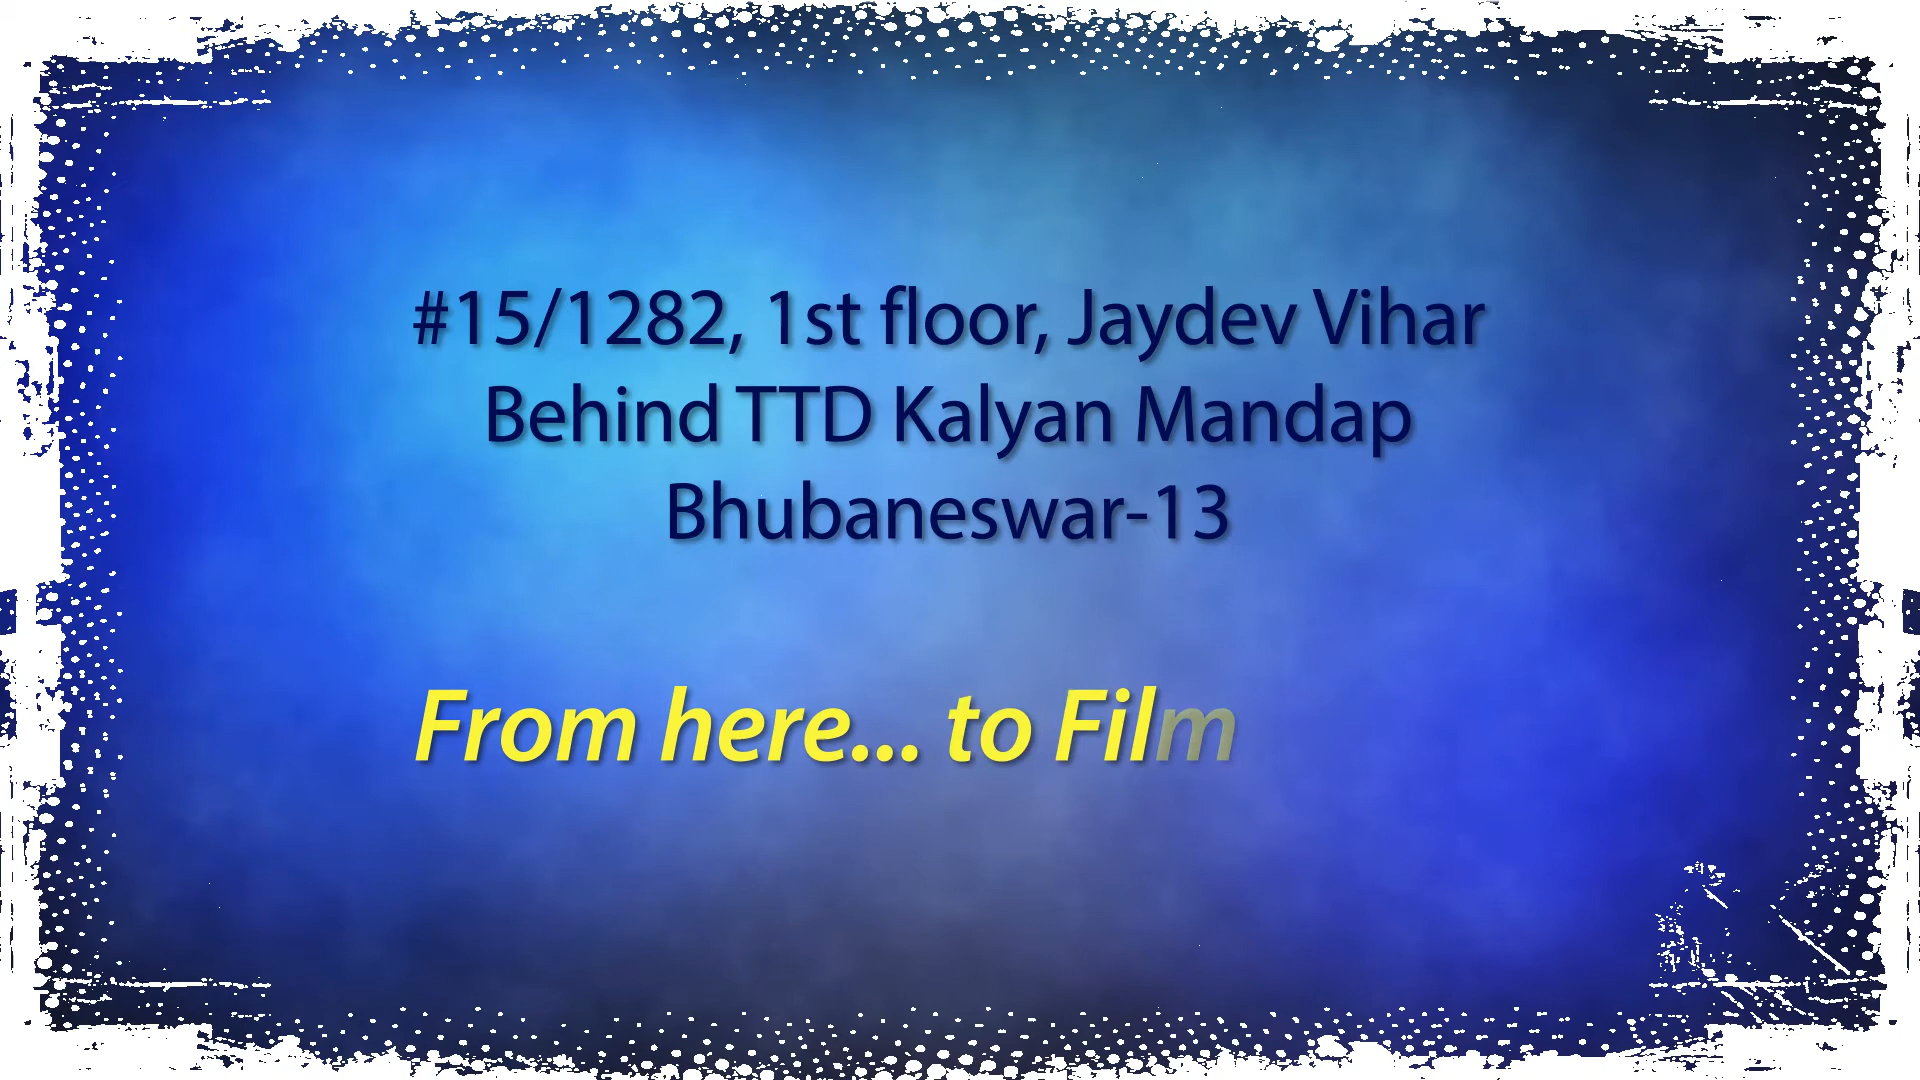 #15/1282, 1st floor, Jaydev Vihar
Behind TTD Kalyan Mandap
Bhubaneswar-13
From here... to Film